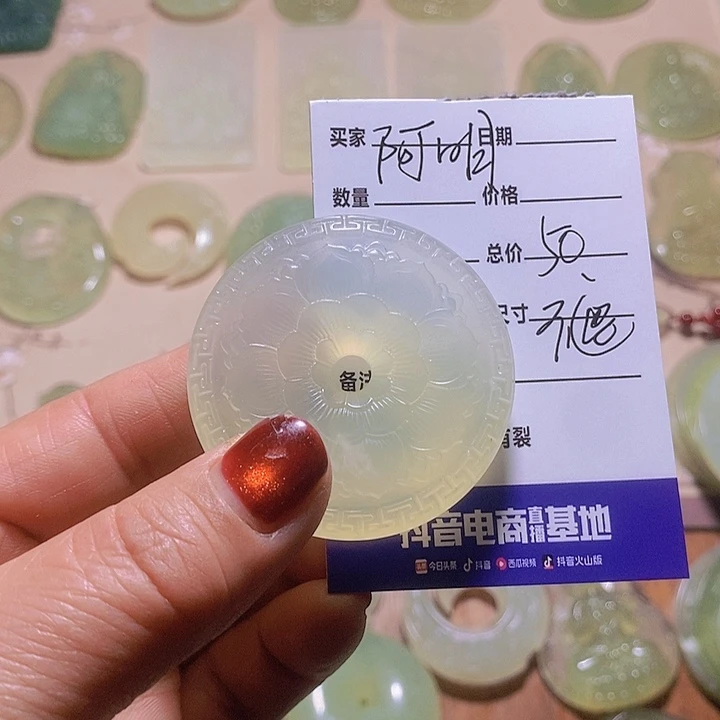 买家 阿明 日期
数量 价格
总价 50、
尺寸
备注
有裂
抖音电商直播基地
今日头条 抖音 西瓜视频 抖音火山版